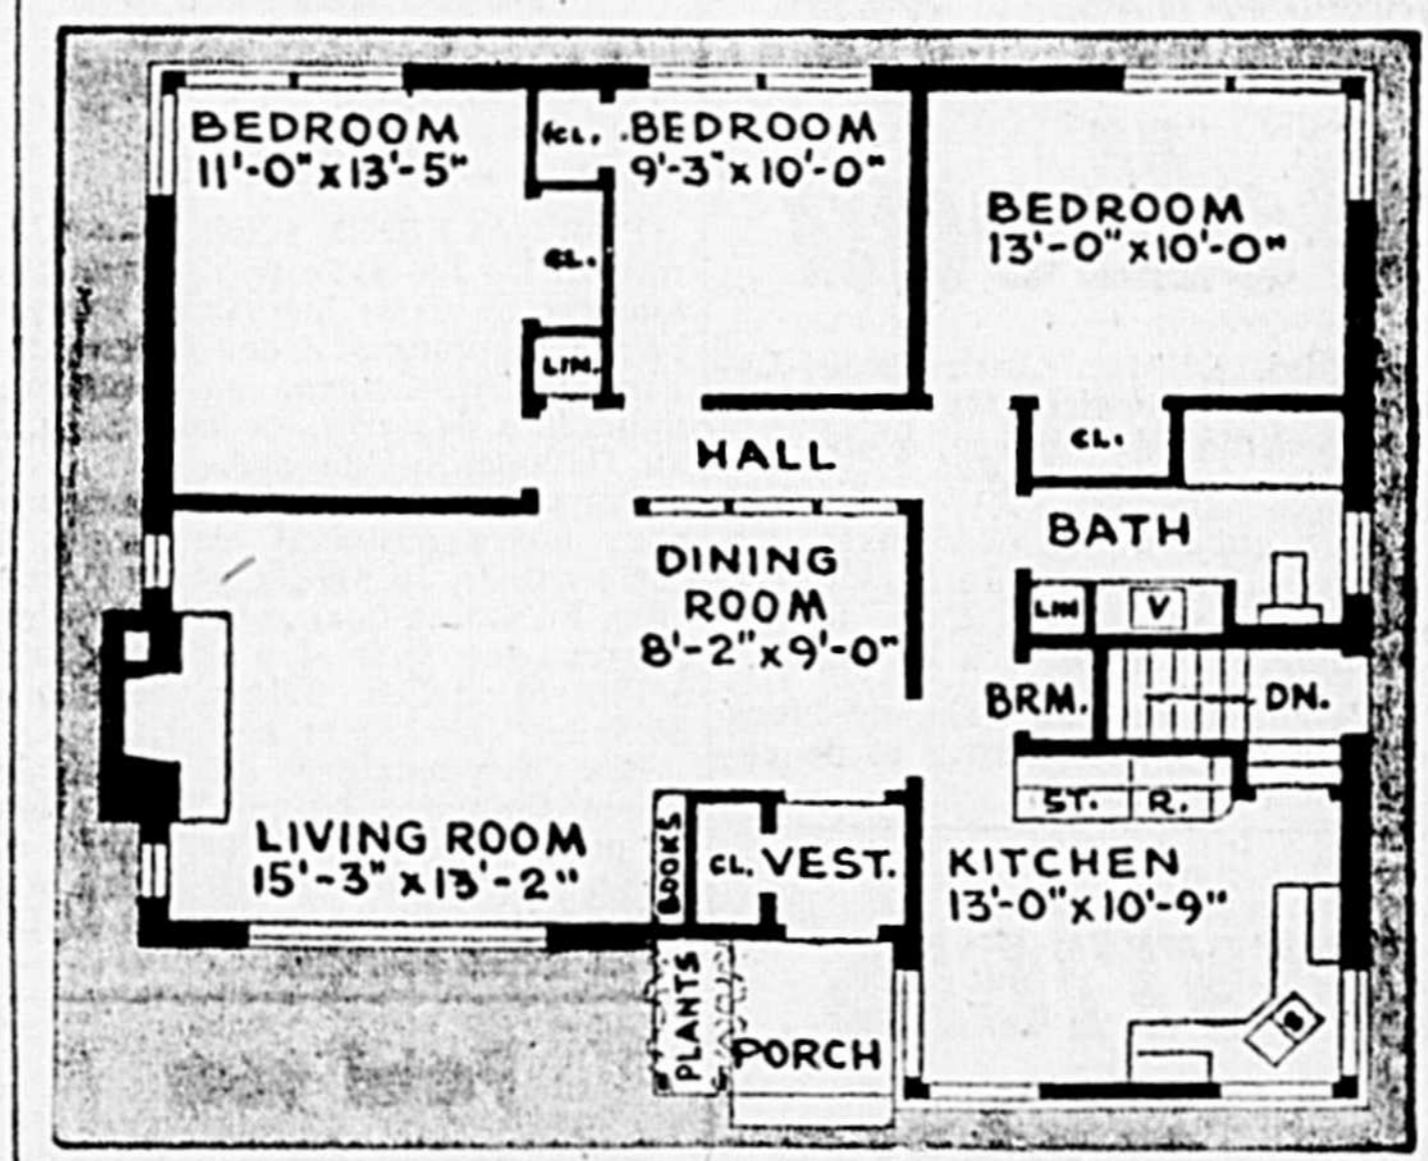 BEDROOM
11'-0" x 13'-5"
CL.
BEDROOM
9'-3" x 10'-0"
BEDROOM
13'-0" x 10'-0"
CL.
LIN.
HALL
CL.
BATH
DINING
ROOM
8'-2" x 9'-0"
LIN
V
BRM.
DN.
ST. R.
LIVING ROOM
15'-3" x 13'-2"
BOOKS
CL.
VEST.
KITCHEN
13'-0" x 10'-9"
PLANTS
PORCH
S